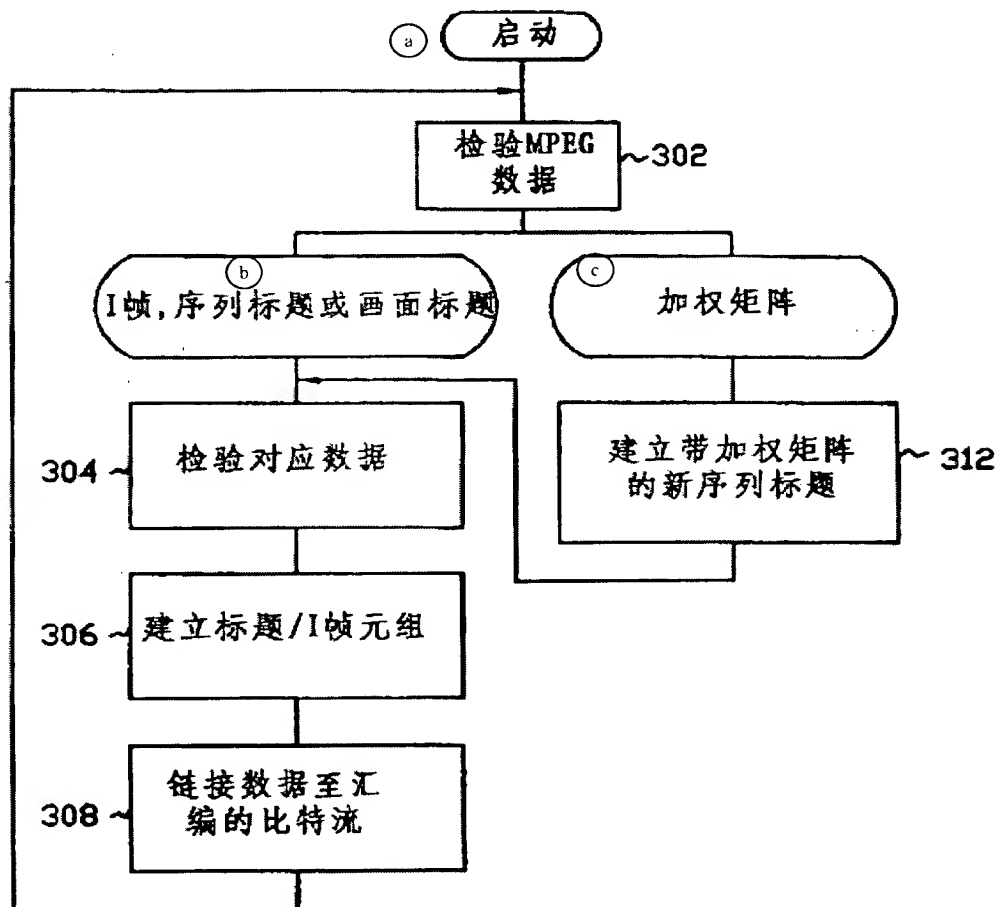 a
启动
检验MPEG
数据
302
b
I帧,序列标题或画面标题
c
加权矩阵
304
检验对应数据
建立带加权矩阵
的新序列标题
312
306
建立标题/I帧元组
308
链接数据至汇
编的比特流